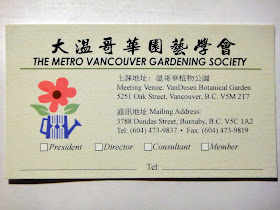 大温哥華園藝學會
THE METRO VANCOUVER GARDENING SOCIETY
上課地址: 溫哥華植物公園
Meeting Venue: VanDusen Botanical Garden
5251 Oak Street, Vancouver, B.C. V5M 2T7
通訊地址 Mailing Address:
3788 Dundas Street, Burnaby, B.C. V5C 1A2
Tel: (604) 473-9837 • Fax: (604) 473-9819
President Director Consultant Member
Tel: